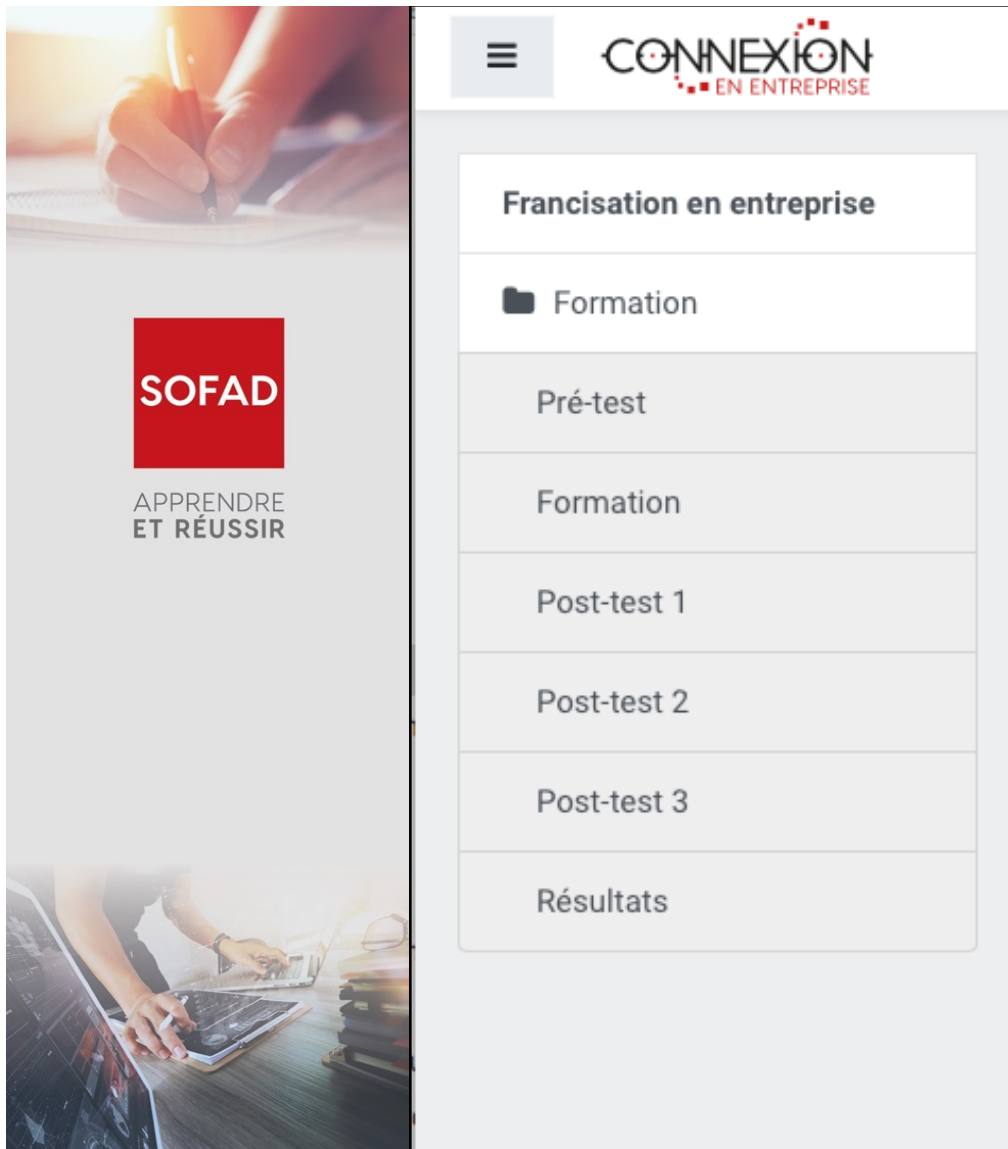 SOFAD
APPRENDRE
ET RÉUSSIR
CONNEXION
EN ENTREPRISE
Francisation en entreprise
Formation
Pré-test
Formation
Post-test 1
Post-test 2
Post-test 3
Résultats